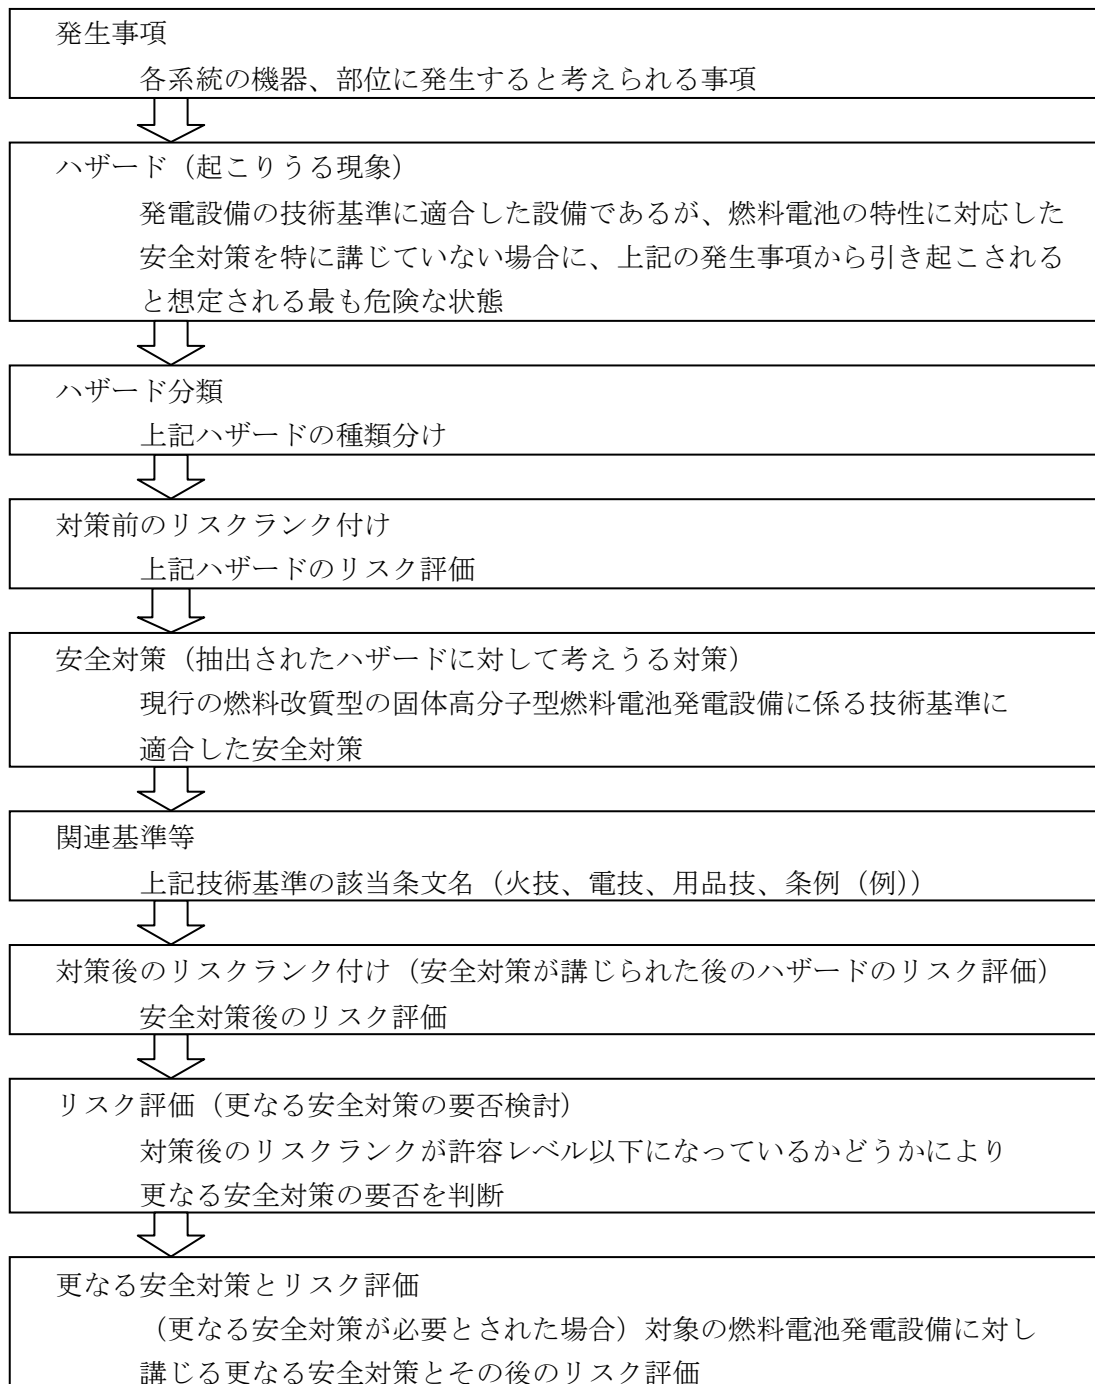 発生事項
各系統の機器、部位に発生すると考えられる事項
ハザード（起こりうる現象）
発電設備の技術基準に適合した設備であるが、燃料電池の特性に対応した
安全対策を特に講じていない場合に、上記の発生事項から引き起こされる
と想定される最も危険な状態
ハザード分類
上記ハザードの種類分け
対策前のリスクランク付け
上記ハザードのリスク評価
安全対策（抽出されたハザードに対して考えうる対策）
現行の燃料改質型の固体高分子型燃料電池発電設備に係る技術基準に
適合した安全対策
関連基準等
上記技術基準の該当条文名（火技、電技、用品技、条例（例））
対策後のリスクランク付け（安全対策が講じられた後のハザードのリスク評価）
安全対策後のリスク評価
リスク評価（更なる安全対策の要否検討）
対策後のリスクランクが許容レベル以下になっているかどうかにより
更なる安全対策の要否を判断
更なる安全対策とリスク評価
（更なる安全対策が必要とされた場合）対象の燃料電池発電設備に対し
講じる更なる安全対策とその後のリスク評価